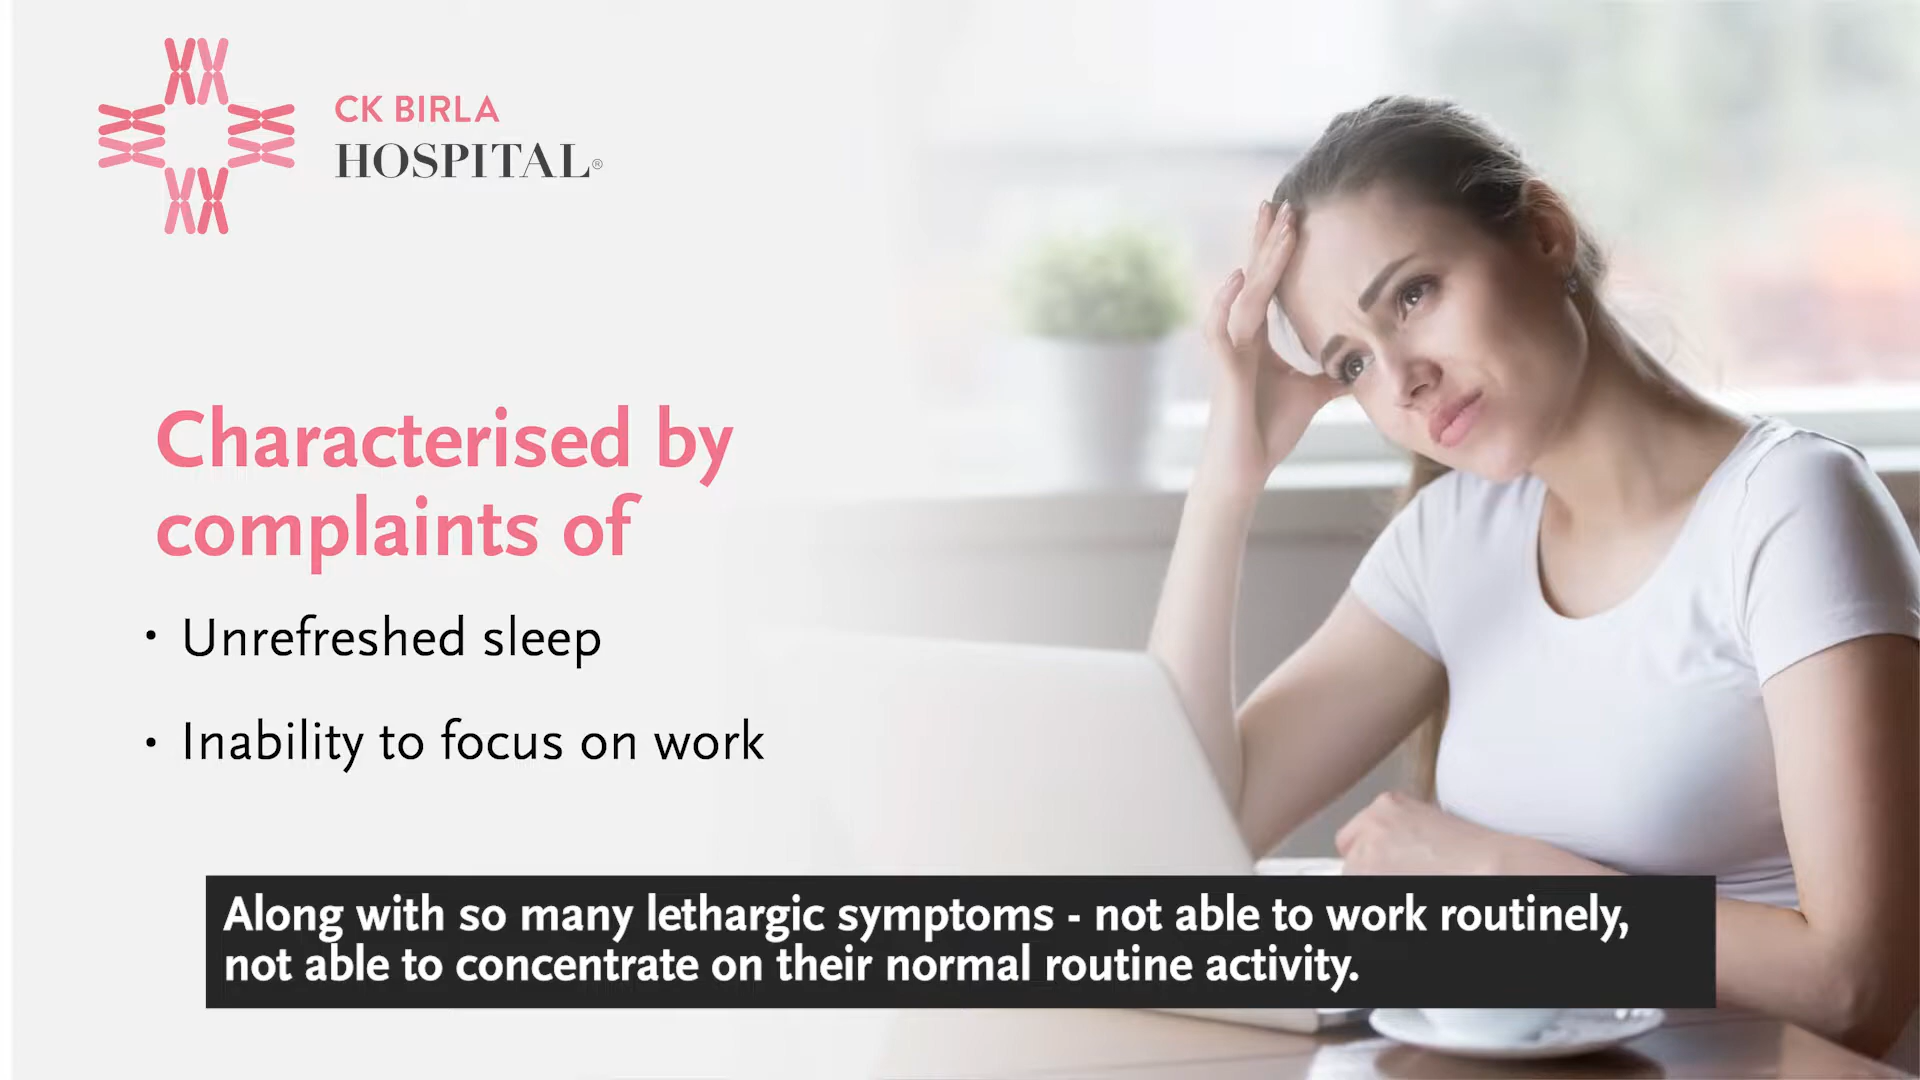 CK BIRLA
HOSPITAL®
Characterised by
complaints of
• Unrefreshed sleep
• Inability to focus on work
Along with so many lethargic symptoms - not able to work routinely,
not able to concentrate on their normal routine activity.